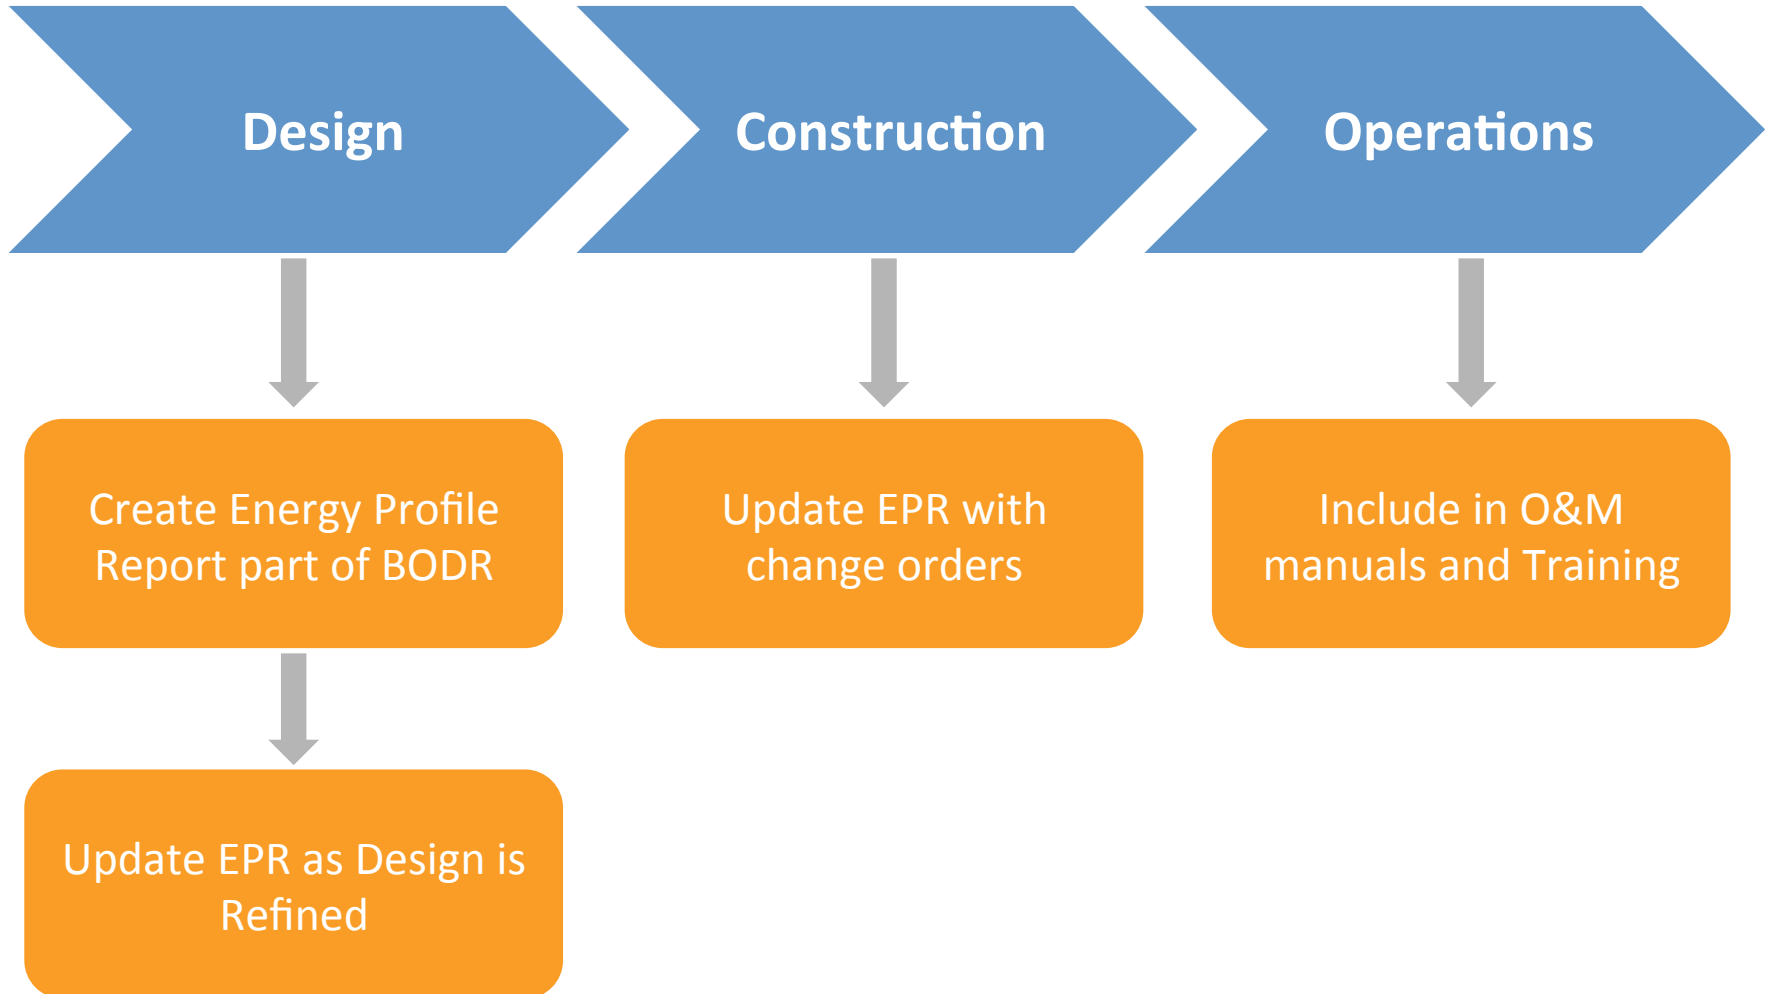 Design
Construction
Operations
Create Energy Profile
Report part of BODR
Update EPR with
change orders
Include in O&M
manuals and Training
Update EPR as Design is
Refined